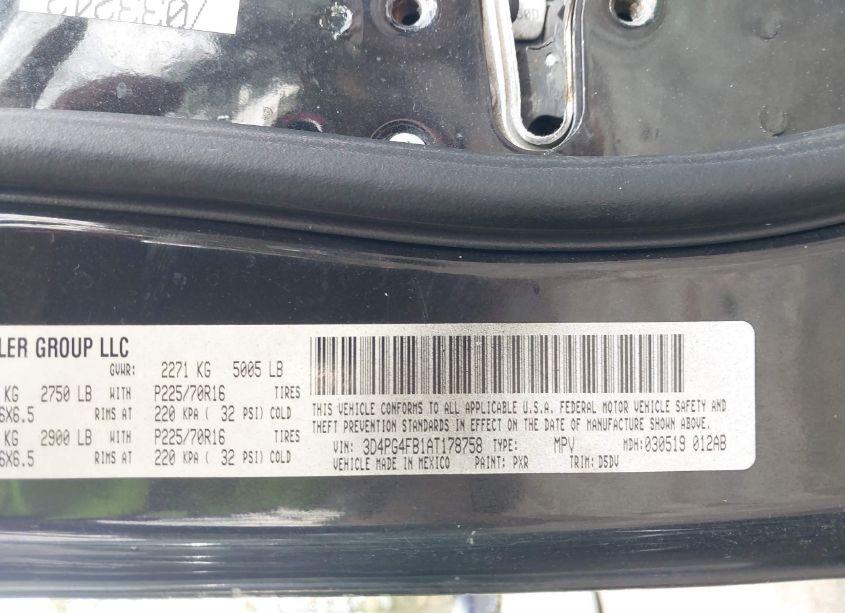 LER GROUP LLC
GVWR: 2271 KG 5005 LB
KG 2750 LB WITH P225/70R16 TIRES
6X6.5 RIMS AT 220 KPA ( 32 PSI) COLD
KG 2900 LB WITH P225/70R16 TIRES
6X6.5 RIMS AT 220 KPA ( 32 PSI) COLD
THIS VEHICLE CONFORMS TO ALL APPLICABLE U.S.A. FEDERAL MOTOR VEHICLE SAFETY AND
THEFT PREVENTION STANDARDS IN EFFECT ON THE DATE OF MANUFACTURE SHOWN ABOVE.
VIN: 3D4PG4FB1AT178758 TYPE: MPV MDH: 030519 012AB
VEHICLE MADE IN MEXICO PAINT: PXR TRIM: D5DV